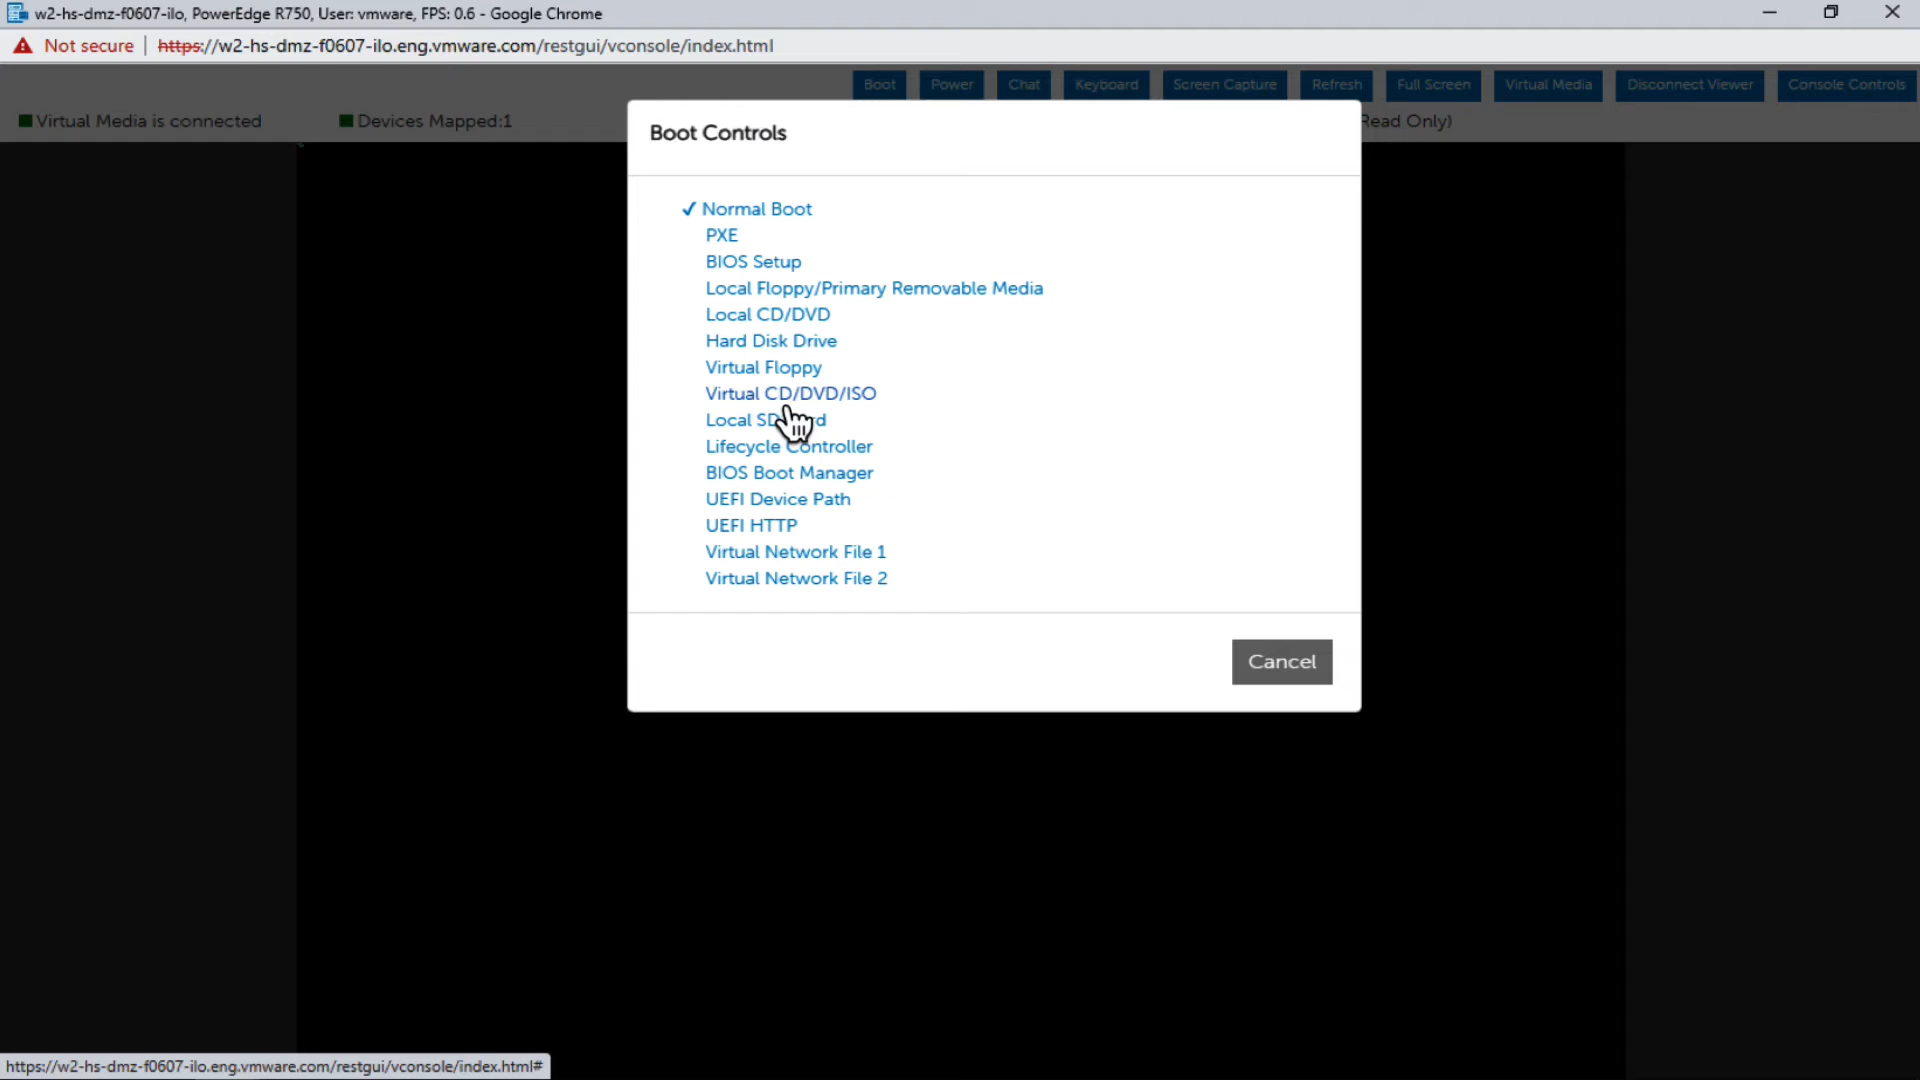 w2-hs-dmz-f0607-ilo, PowerEdge R750, User: vmware, FPS: 0.6 - Google Chrome
Not secure | https://w2-hs-dmz-f0607-ilo.eng.vmware.com/restgui/vconsole/index.html
Boot Power Chat Keyboard Screen Capture Refresh Full Screen Virtual Media Disconnect Viewer Console Controls
Virtual Media is connected Devices Mapped:1 Read Only)
Boot Controls
✓ Normal Boot
PXE
BIOS Setup
Local Floppy/Primary Removable Media
Local CD/DVD
Hard Disk Drive
Virtual Floppy
Virtual CD/DVD/ISO
Local SD
Lifecycle Controller
BIOS Boot Manager
UEFI Device Path
UEFI HTTP
Virtual Network File 1
Virtual Network File 2
Cancel
https://w2-hs-dmz-f0607-ilo.eng.vmware.com/restgui/vconsole/index.html#